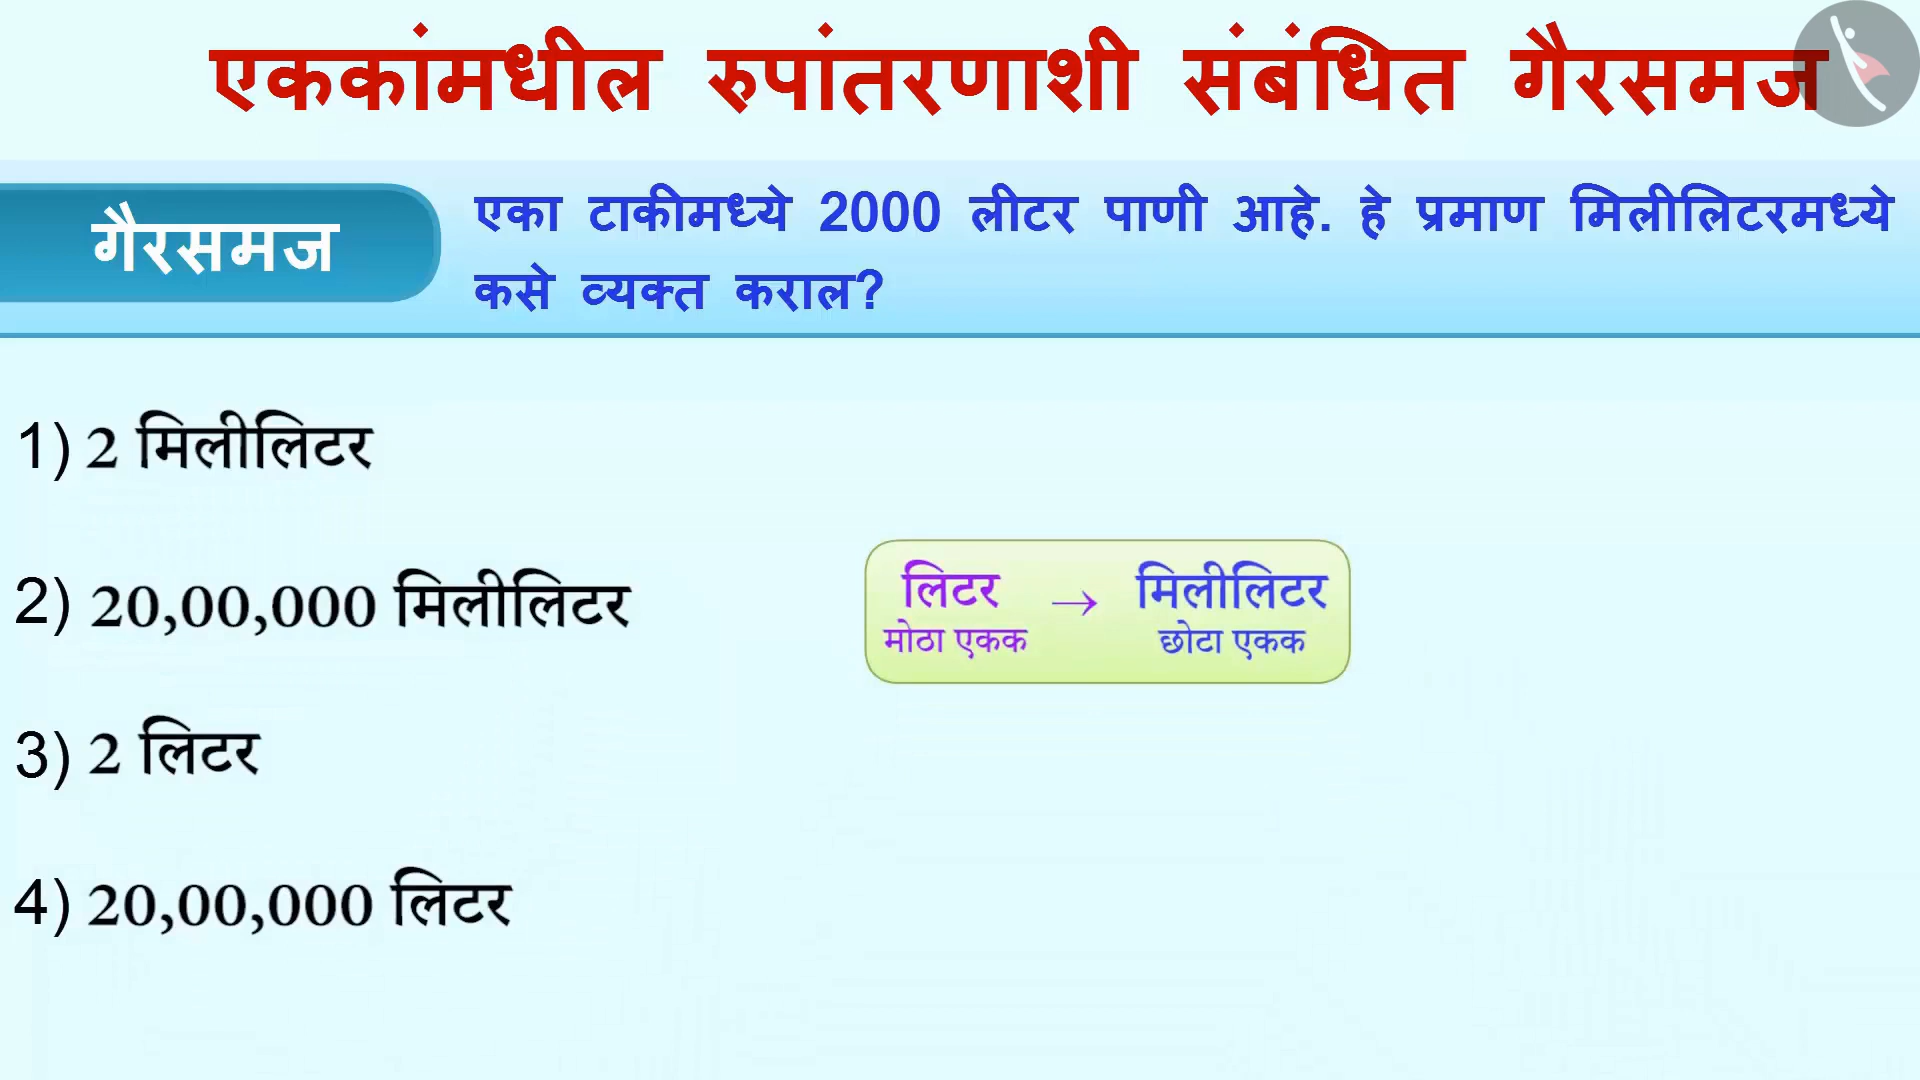 एककांमधील रुपांतरणाशी संबंधित गैरसमज
गैरसमज
एका टाकीमध्ये 2000 लीटर पाणी आहे. हे प्रमाण मिलीलिटरमध्ये
कसे व्यक्त कराल?
1) 2 मिलीलिटर
2) 20,00,000 मिलीलिटर
लिटर → मिलीलिटर
मोठा एकक छोटा एकक
3) 2 लिटर
4) 20,00,000 लिटर